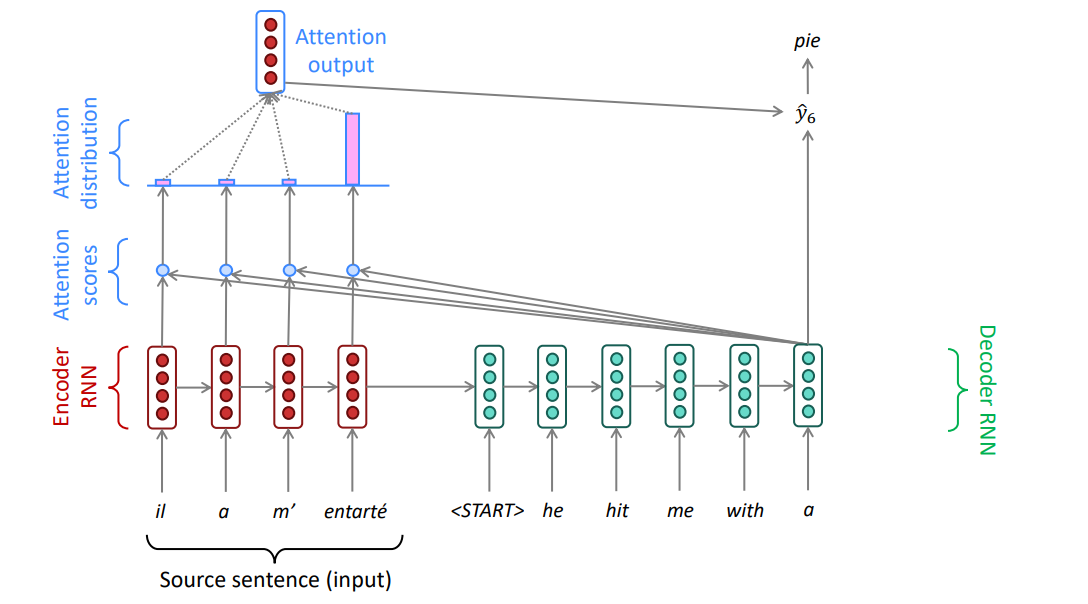 Attention
output
pie
ŷ6
Attention
distribution
Attention
scores
Encoder
RNN
Decoder RNN
il a m’ entarté <START> he hit me with a
Source sentence (input)